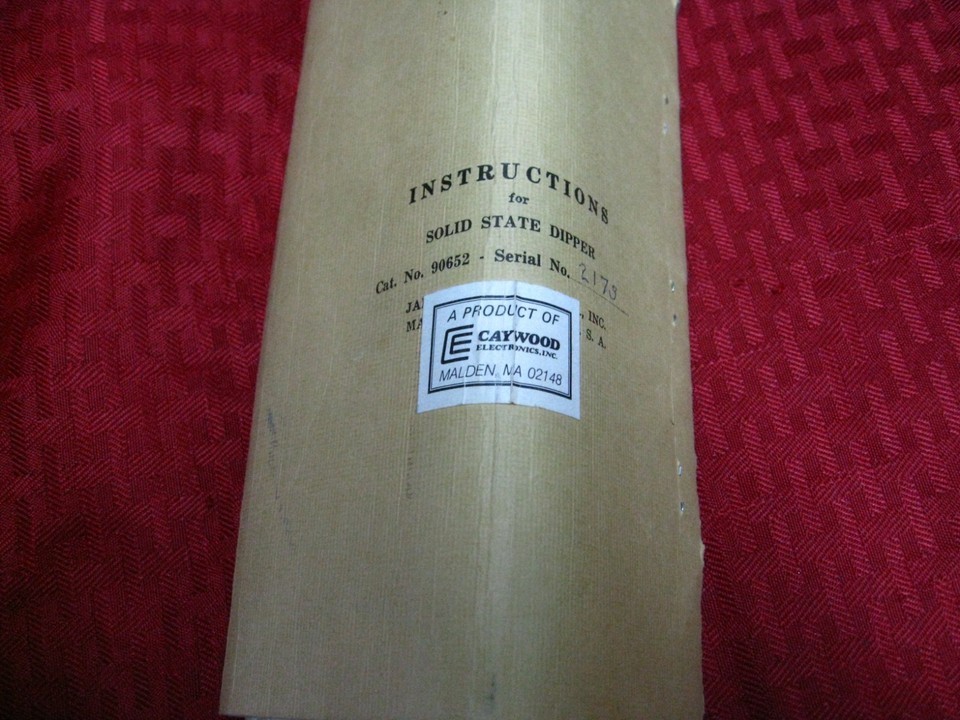 INSTRUCTIONS
for
SOLID STATE DIPPER
Cat. No. 90652 - Serial No. 2173
INC.
S. A.
A PRODUCT OF
CE CAYWOOD
ELECTRONICS, INC.
MALDEN, MA 02148